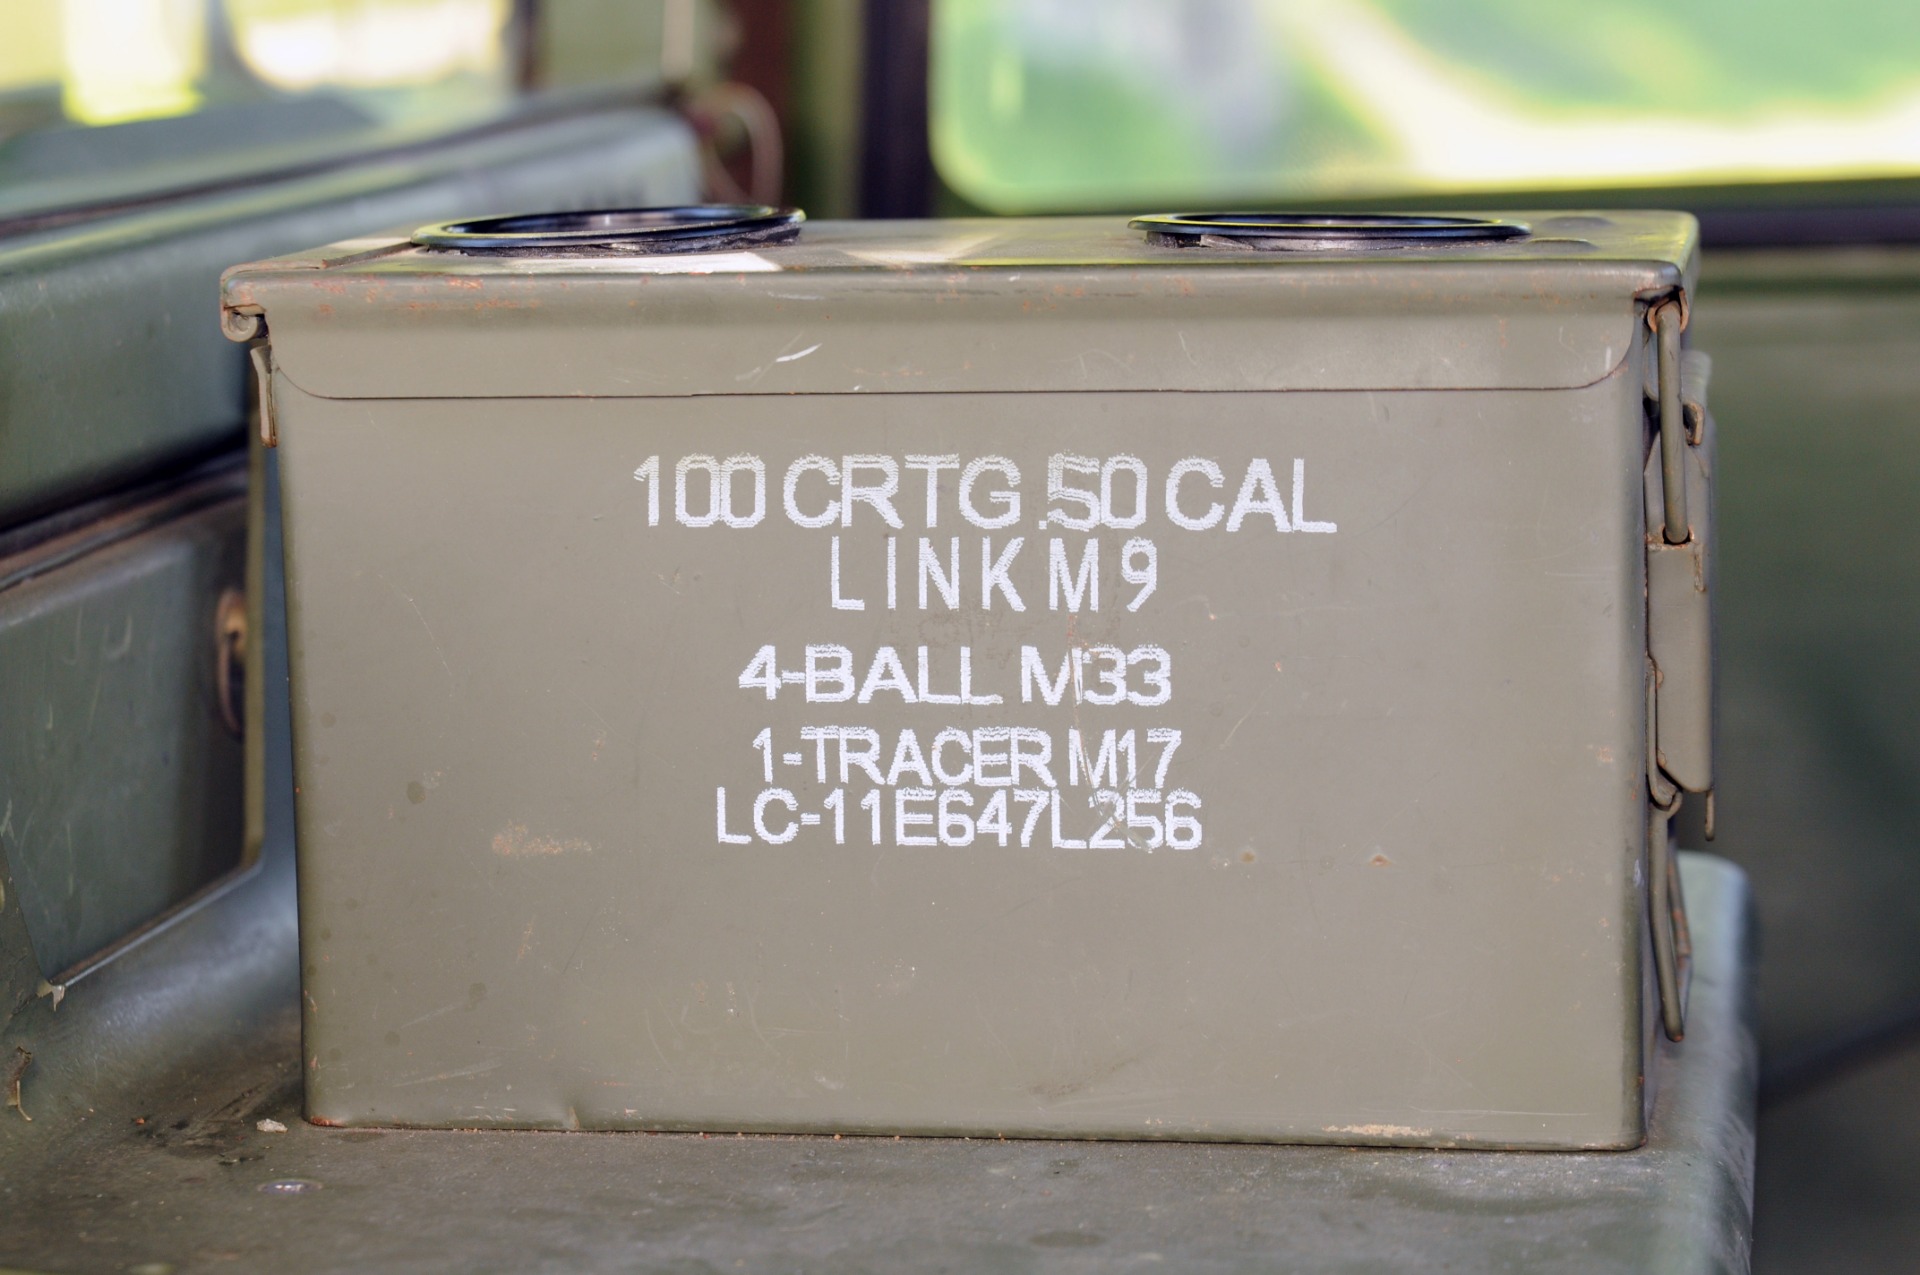 100 CRTG .50 CAL
LINK M9
4-BALL M33
1-TRACER M17
LC-11E647L256